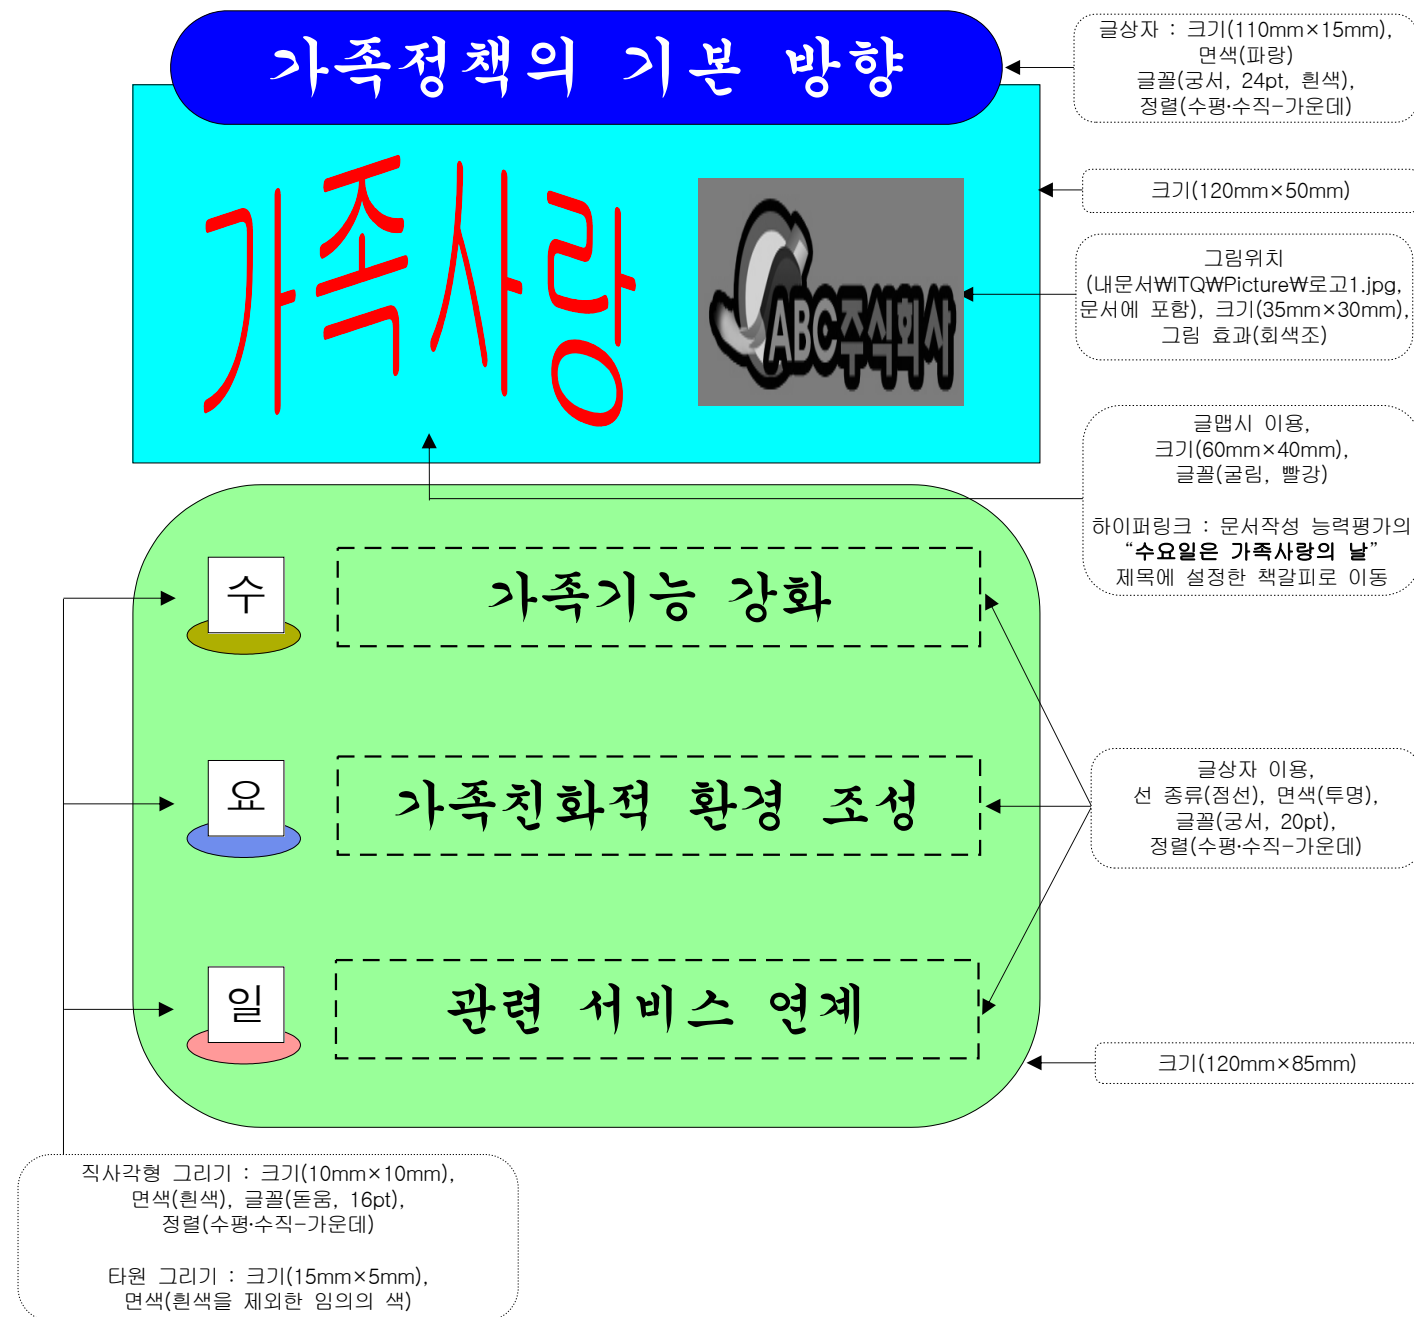 가족정책의 기본 방향
글상자 : 크기(110mm×15mm),
면색(파랑)
글꼴(궁서, 24pt, 흰색),
정렬(수평·수직-가운데)
크기(120mm×50mm)
가족사랑
ABC주식회사
그림위치
(내문서₩ITQ₩Picture₩로고1.jpg,
문서에 포함), 크기(35mm×30mm),
그림 효과(회색조)
글맵시 이용,
크기(60mm×40mm),
글꼴(굴림, 빨강)
하이퍼링크 : 문서작성 능력평가의
“수요일은 가족사랑의 날”
제목에 설정한 책갈피로 이동
수
가족기능 강화
요
가족친화적 환경 조성
글상자 이용,
선 종류(점선), 면색(투명),
글꼴(궁서, 20pt),
정렬(수평·수직-가운데)
일
관련 서비스 연계
크기(120mm×85mm)
직사각형 그리기 : 크기(10mm×10mm),
면색(흰색), 글꼴(돋움, 16pt),
정렬(수평·수직-가운데)
타원 그리기 : 크기(15mm×5mm),
면색(흰색을 제외한 임의의 색)